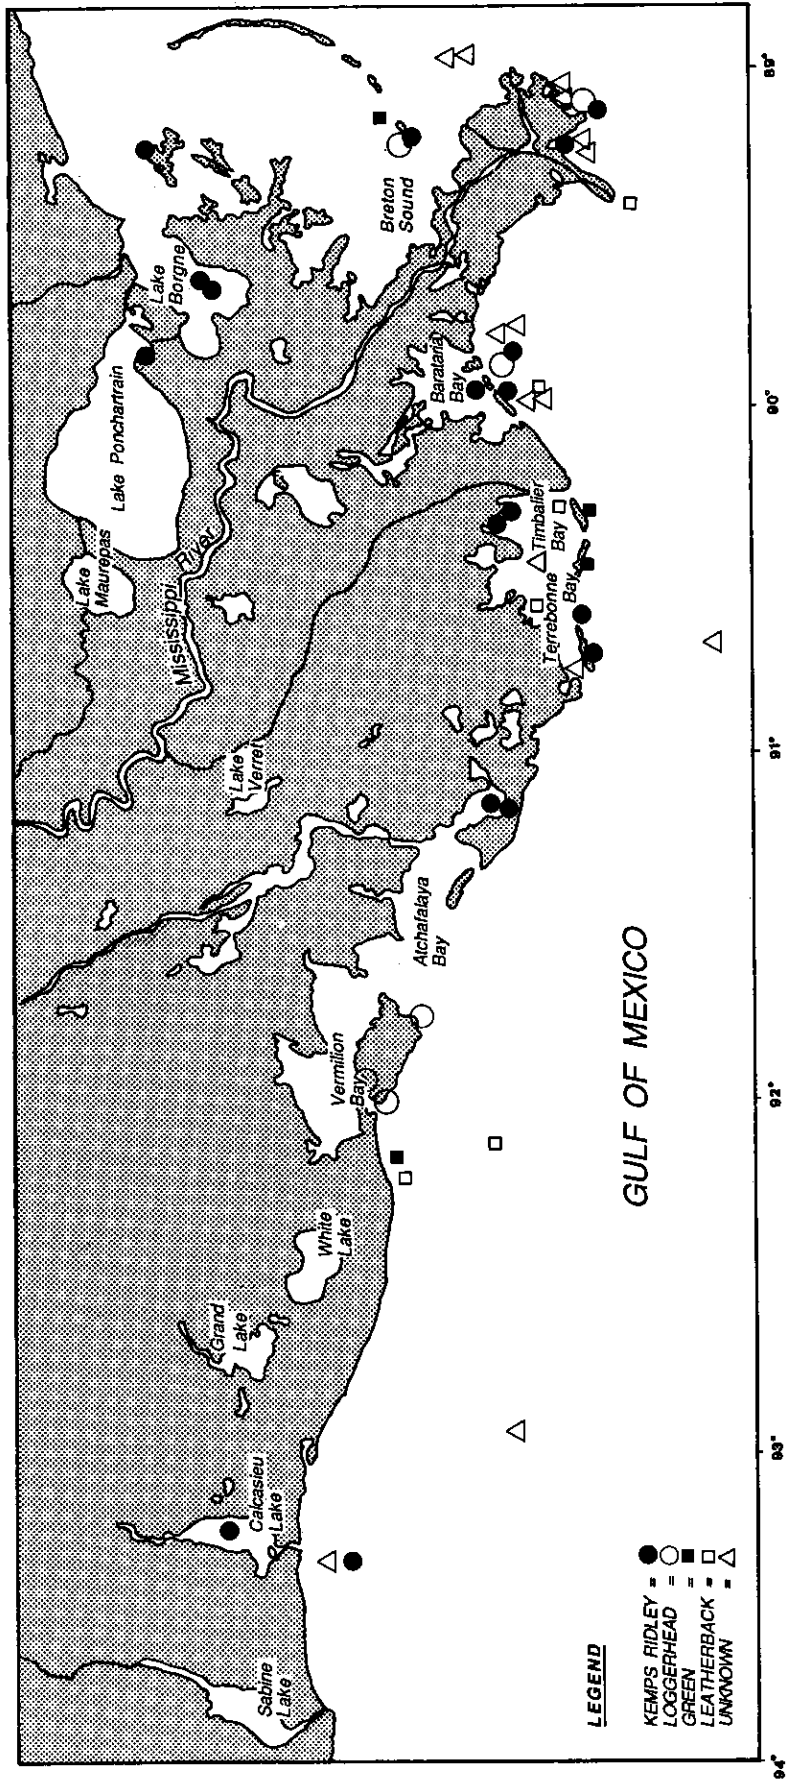 Sabine
Lake
Calcasieu
Lake
Grand
Lake
White
Lake
Vermilion
Bay
Atchafalaya
Bay
Lake
Verret
Mississippi
River
Lake
Maurepas
Lake Ponchartrain
Lake
Borgne
Breton
Sound
Barataria
Bay
Timbalier
Bay
Terrebonne
Bay
GULF OF MEXICO
LEGEND
KEMPS RIDLEY =
LOGGERHEAD =
GREEN =
LEATHERBACK =
UNKNOWN =
94°
93°
92°
91°
90°
89°